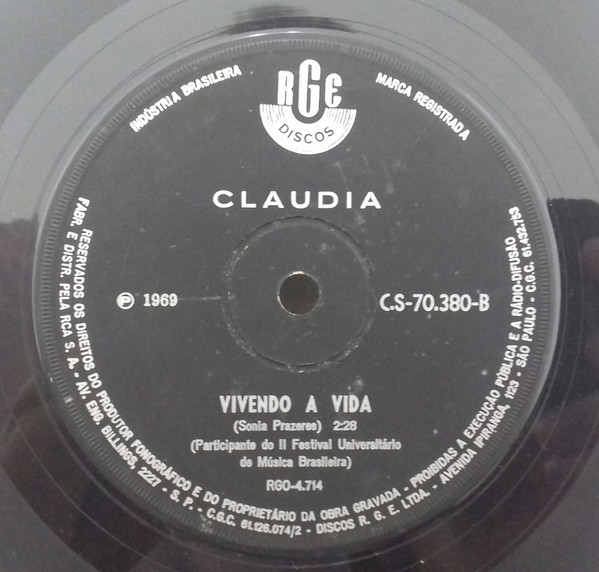 INDÚSTRIA BRASILEIRA
RGE
DISCOS
MARCA REGISTRADA
CLAUDIA
℗ 1969
CS-70.380-B
VIVENDO A VIDA
(Sonia Prazeres) 2:28
(Participante do II Festival Universitário
de Música Brasileira)
RGO-4.714
RESERVADOS OS DIREITOS DO PRODUTOR FONOGRÁFICO E DO PROPRIETÁRIO DA OBRA GRAVADA - PROIBIDAS A EXECUÇÃO PÚBLICA E A RÁDIO-DIFUSÃO
FABR. E DISTR. PELA RCA S. A. - AV. ENG. BILLINGS, 2227 - S. P. - C.G.C. 61.126.074/2 - DISCOS R. G. E. LTDA. - AVENIDA IPIRANGA, 1123 - SÃO PAULO - C.G.C. 61.432.753